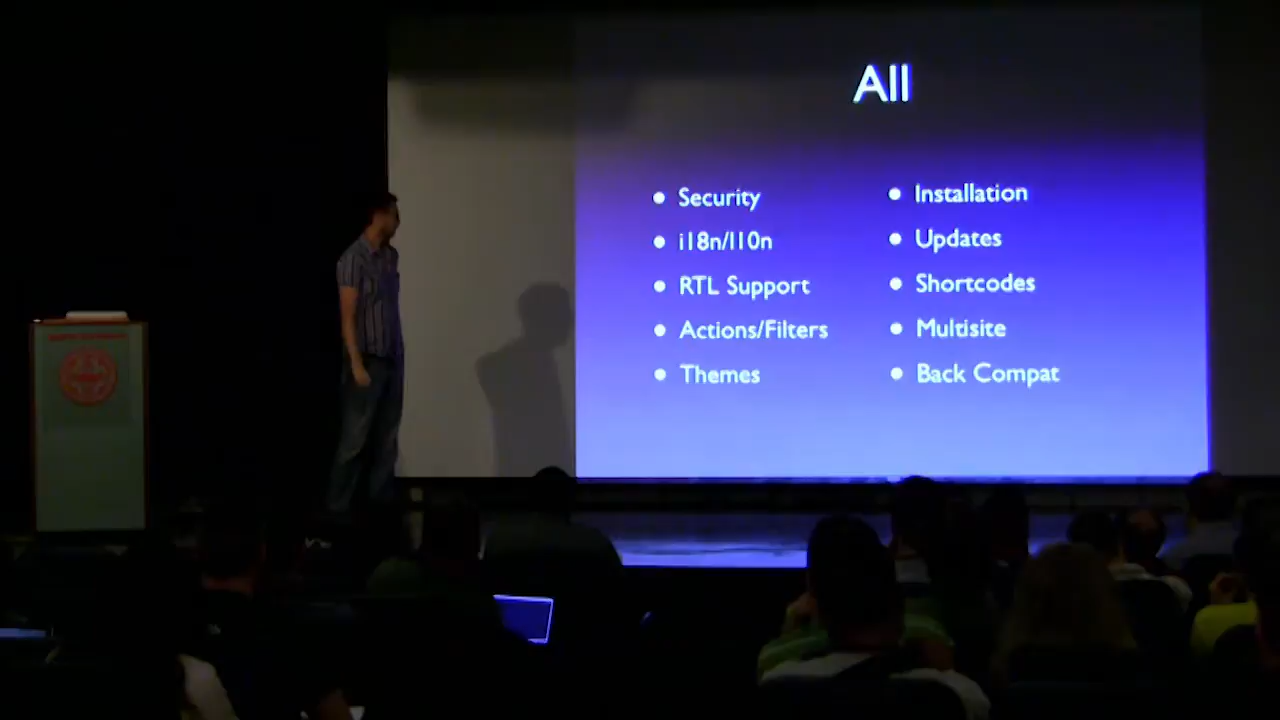 All
Security
i18n/l10n
RTL Support
Actions/Filters
Themes
Installation
Updates
Shortcodes
Multisite
Back Compat